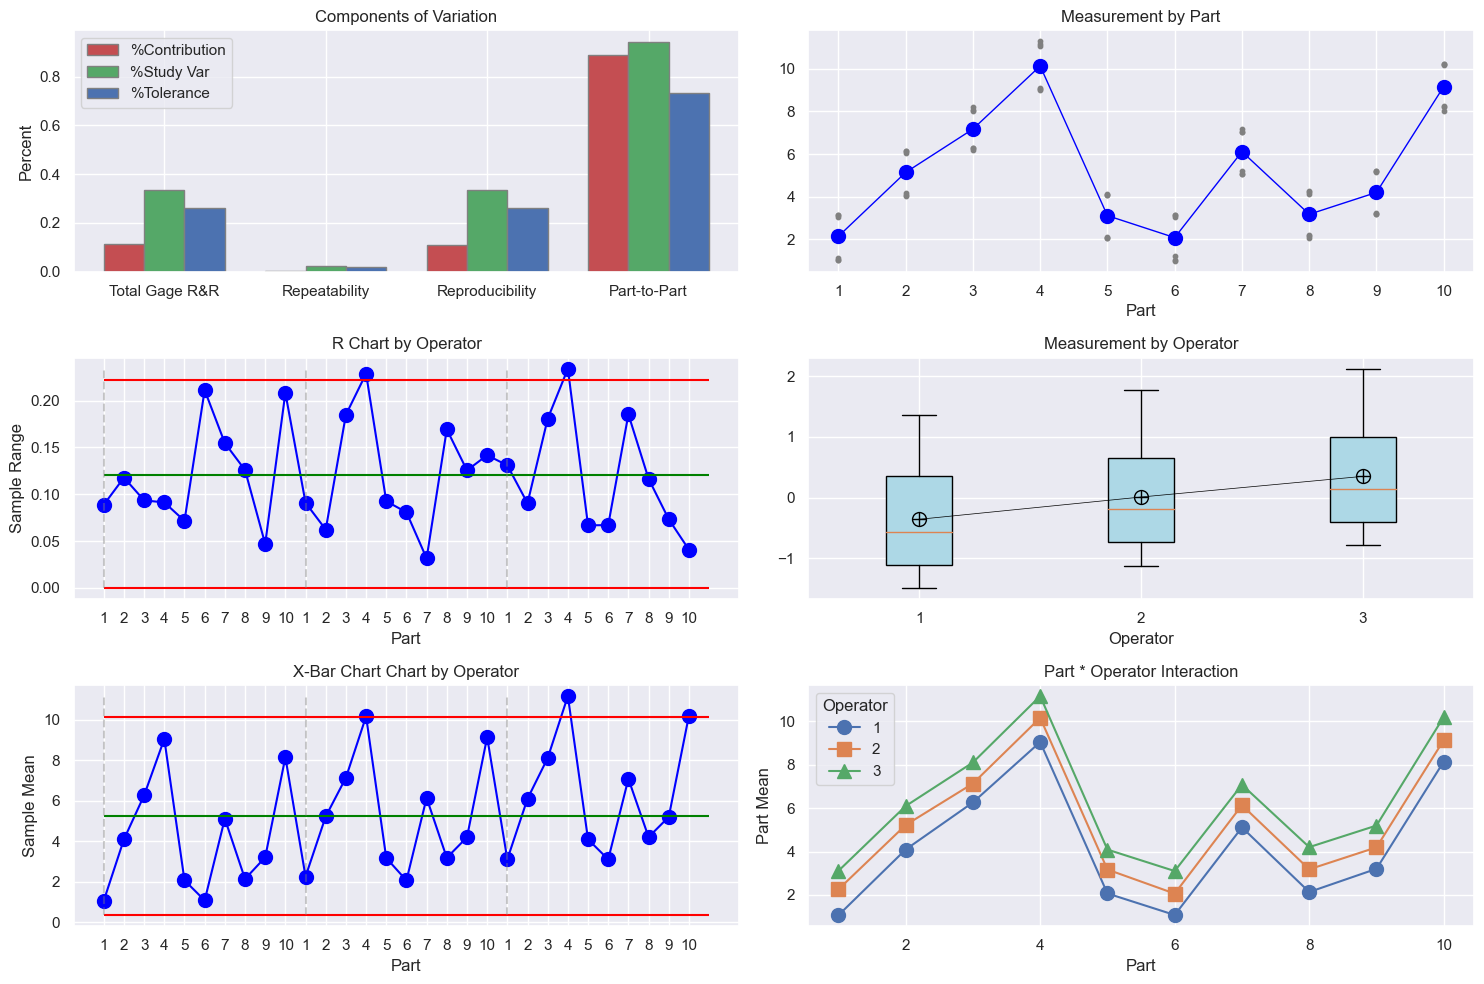 Components of Variation
Percent
0.8
0.6
0.4
0.2
0.0
%Contribution
%Study Var
%Tolerance
Total Gage R&R Repeatability Reproducibility Part-to-Part
Measurement by Part
10
8
6
4
2
1 2 3 4 5 6 7 8 9 10
Part
R Chart by Operator
Sample Range
0.20
0.15
0.10
0.05
0.00
1 2 3 4 5 6 7 8 9 10 1 2 3 4 5 6 7 8 9 10 1 2 3 4 5 6 7 8 9 10
Part
Measurement by Operator
2
1
0
−1
1 2 3
Operator
X-Bar Chart Chart by Operator
Sample Mean
10
8
6
4
2
0
1 2 3 4 5 6 7 8 9 10 1 2 3 4 5 6 7 8 9 10 1 2 3 4 5 6 7 8 9 10
Part
Part * Operator Interaction
Part Mean
10
8
6
4
2
Operator
1
2
3
2 4 6 8 10
Part